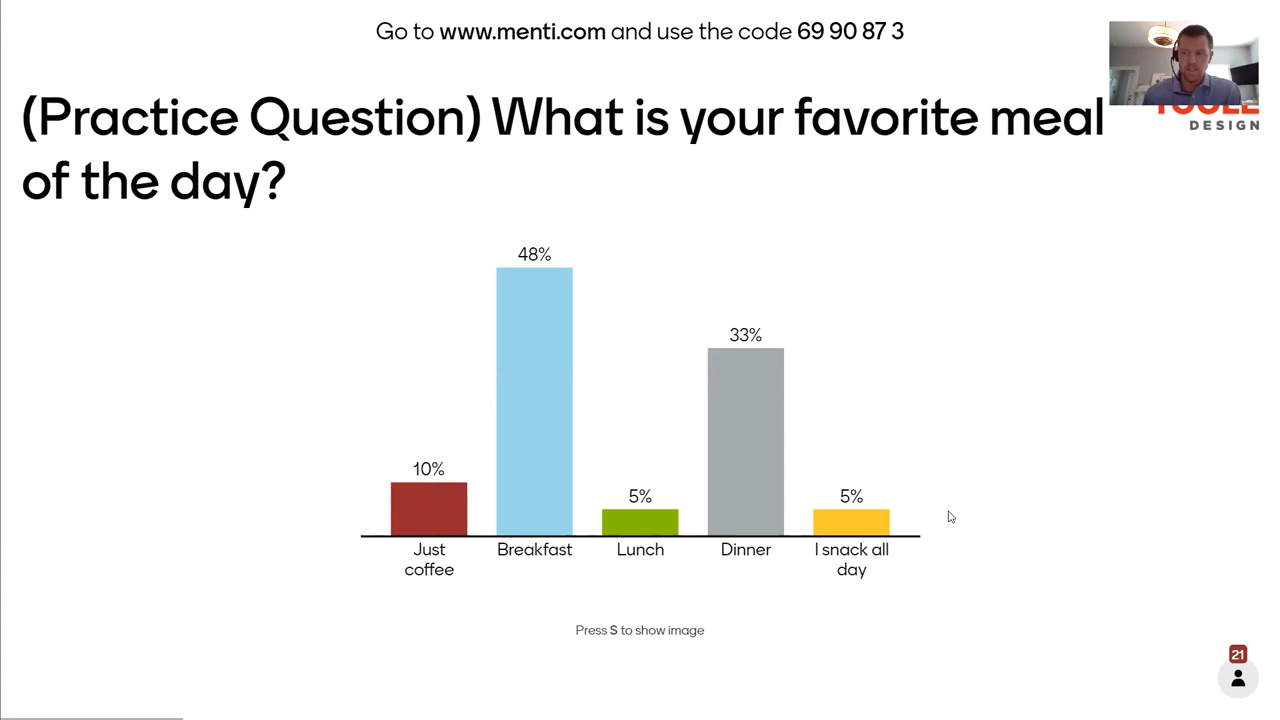 Go to www.menti.com and use the code 69 90 87 3
(Practice Question) What is your favorite meal
of the day?
TOOLE
DESIGN
48%
33%
10%
5%
5%
Just
coffee
Breakfast
Lunch
Dinner
I snack all
day
Press S to show image
21